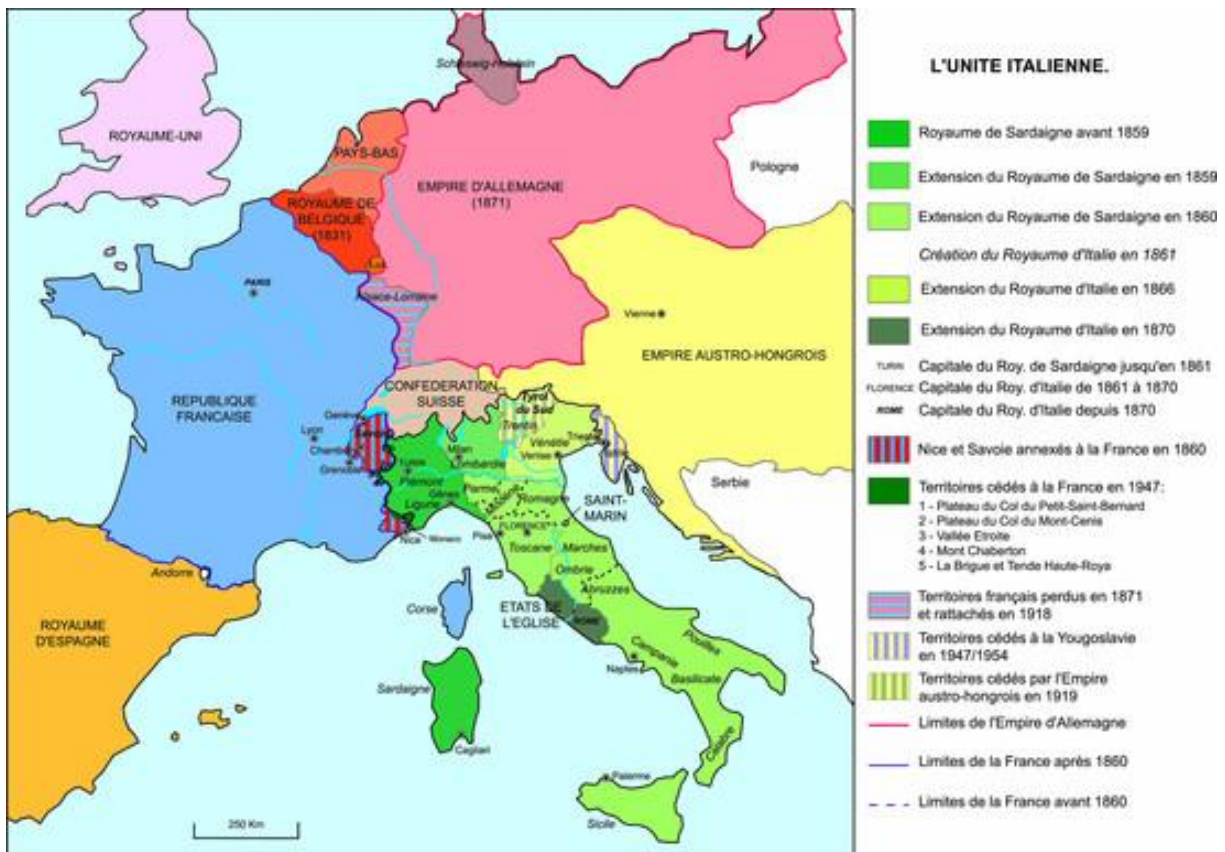 Schleswig-Holstein
ROYAUME-UNI
PAYS-BAS
EMPIRE D'ALLEMAGNE
(1871)
Pologne
ROYAUME DE
BELGIQUE
(1831)
Lux.
PARIS
Alsace-Lorraine
Vienne
EMPIRE AUSTRO-HONGROIS
REPUBLIQUE
FRANCAISE
CONFEDERATION
SUISSE
Genève
Lyon
Chambéry
Grenoble
Tyrol
du Sud
Trentin
Vénétie
Trieste
Istrie
Milan
Lombardie
Venise
Turin
Piémont
Gênes
Ligurie
Parme
Modène
Romagne
SAINT-
MARIN
Serbie
Nice
Monaco
FLORENCE
Pise
Toscane
Marches
Ombrie
Abruzzes
Andorre
Corse
ETATS DE
L'EGLISE
ROME
ROYAUME
D'ESPAGNE
Campanie
Pouilles
Naples
Basilicate
Sardaigne
Cagliari
Calabre
Palerme
Sicile
250 Km
L'UNITE ITALIENNE.
Royaume de Sardaigne avant 1859
Extension du Royaume de Sardaigne en 1859
Extension du Royaume de Sardaigne en 1860
Création du Royaume d'Italie en 1861
Extension du Royaume d'Italie en 1866
Extension du Royaume d'Italie en 1870
TURIN Capitale du Roy. de Sardaigne jusqu'en 1861
FLORENCE Capitale du Roy. d'Italie de 1861 à 1870
ROME Capitale du Roy. d'Italie depuis 1870
Nice et Savoie annexés à la France en 1860
Territoires cédés à la France en 1947:
1 - Plateau du Col du Petit-Saint-Bernard
2 - Plateau du Col du Mont-Cenis
3 - Vallée Etroite
4 - Mont Chaberton
5 - La Brigue et Tende Haute-Roya
Territoires français perdus en 1871
et rattachés en 1918
Territoires cédés à la Yougoslavie
en 1947/1954
Territoires cédés par l'Empire
austro-hongrois en 1919
Limites de l'Empire d'Allemagne
Limites de la France après 1860
Limites de la France avant 1860